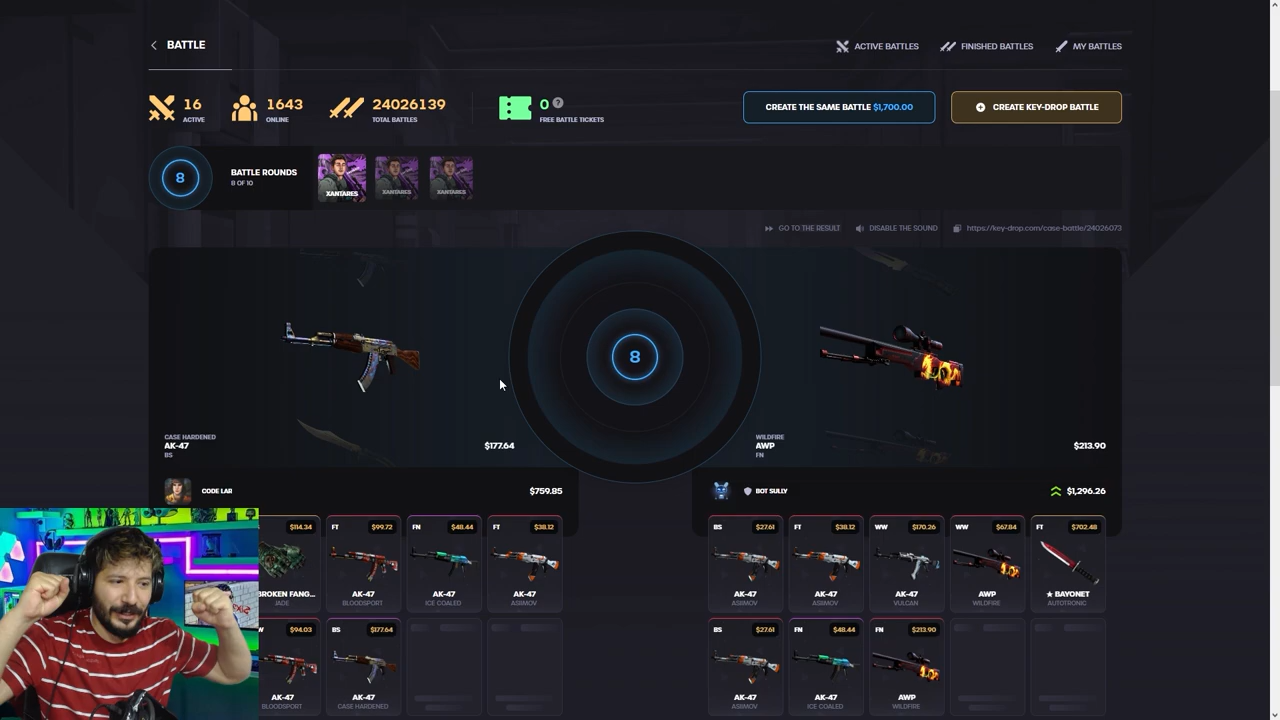 BATTLE
ACTIVE BATTLES
FINISHED BATTLES
MY BATTLES
16
ACTIVE
1643
ONLINE
24026139
TOTAL BATTLES
0 ?
FREE BATTLE TICKETS
CREATE THE SAME BATTLE $1,700.00
CREATE KEY-DROP BATTLE
8
BATTLE ROUNDS
8 OF 10
XANTARES
XANTARES
XANTARES
GO TO THE RESULT
DISABLE THE SOUND
https://key-drop.com/case-battle/24026073
8
CASE HARDENED
AK-47
BS
$177.64
WILDFIRE
AWP
FN
$213.90
CODE LAR
$759.85
BOT SULLY
$1,296.26
$114.34
BROKEN FANG...
JADE
FT $99.72
AK-47
BLOODSPORT
FN $48.44
AK-47
ICE COALED
FT $38.12
AK-47
ASIIMOV
BS $27.61
AK-47
ASIIMOV
FT $38.12
AK-47
ASIIMOV
WW $170.26
AK-47
VULCAN
WW $67.84
AWP
WILDFIRE
FT $702.48
★ BAYONET
AUTOTRONIC
W $94.03
AK-47
BLOODSPORT
BS $177.64
AK-47
CASE HARDENED
BS $27.61
AK-47
ASIIMOV
FN $48.44
AK-47
ICE COALED
FN $213.90
AWP
WILDFIRE